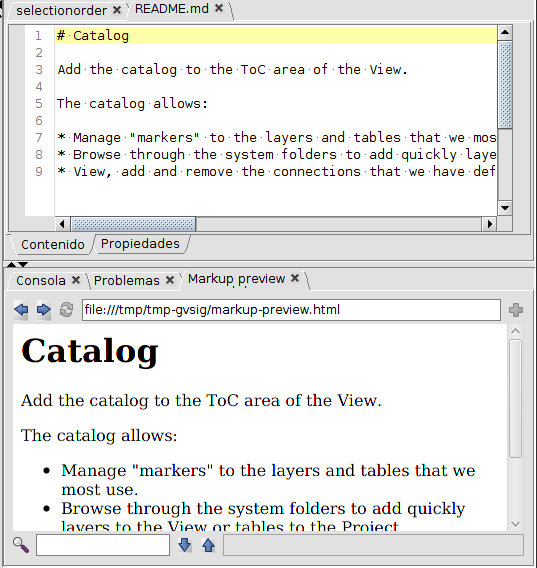 selectionorder README.md
1 # Catalog
2
3 Add the catalog to the ToC area of the View.
4
5 The catalog allows:
6
7 * Manage "markers" to the layers and tables that we mos
8 * Browse through the system folders to add quickly laye
9 * View, add and remove the connections that we have def
Contenido Propiedades
Consola Problemas Markup preview
file:///tmp/tmp-gvsig/markup-preview.html
Catalog
Add the catalog to the ToC area of the View.
The catalog allows:
• Manage "markers" to the layers and tables that we
most use.
• Browse through the system folders to add quickly
layers to the View or tables to the Project